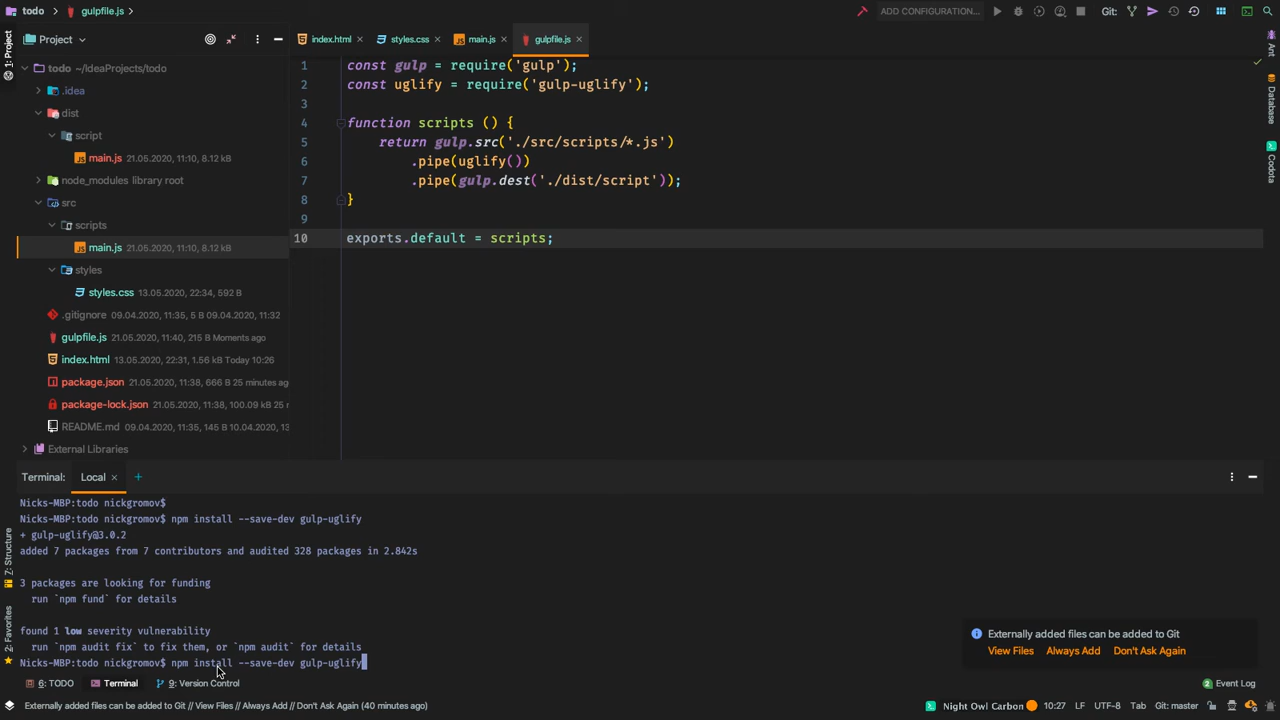 todo gulpfile.js
ADD CONFIGURATION... Git:
1: Project
Project
todo ~/IdeaProjects/todo
.idea
dist
script
main.js 21.05.2020, 11:10, 8.12 kB
node_modules library root
src
scripts
main.js 21.05.2020, 11:10, 8.12 kB
styles
styles.css 13.05.2020, 22:34, 592 B
.gitignore 09.04.2020, 11:35, 5 B 09.04.2020, 11:32
gulpfile.js 21.05.2020, 11:40, 215 B Moments ago
index.html 13.05.2020, 22:31, 1.56 kB Today 10:26
package.json 21.05.2020, 11:38, 666 B 25 minutes ag
package-lock.json 21.05.2020, 11:38, 100.09 kB 25 r
README.md 09.04.2020, 11:35, 145 B 10.04.2020, 13
External Libraries
index.html styles.css main.js gulpfile.js
1 const gulp = require('gulp');
2 const uglify = require('gulp-uglify');
3
4 function scripts () {
5 return gulp.src('./src/scripts/*.js')
6 .pipe(uglify())
7 .pipe(gulp.dest('./dist/script'));
8 }
9
10 exports.default = scripts;
Ant
Database
Codota
Terminal: Local +
Nicks-MBP:todo nickgromov$
Nicks-MBP:todo nickgromov$ npm install --save-dev gulp-uglify
+ gulp-uglify@3.0.2
added 7 packages from 7 contributors and audited 328 packages in 2.842s
3 packages are looking for funding
run `npm fund` for details
found 1 low severity vulnerability
run `npm audit fix` to fix them, or `npm audit` for details
Nicks-MBP:todo nickgromov$ npm install --save-dev gulp-uglify
Z: Structure
2: Favorites
Externally added files can be added to Git
View Files Always Add Don't Ask Again
6: TODO Terminal 9: Version Control
2 Event Log
Externally added files can be added to Git // View Files // Always Add // Don't Ask Again (40 minutes ago)
Night Owl Carbon 10:27 LF UTF-8 Tab Git: master